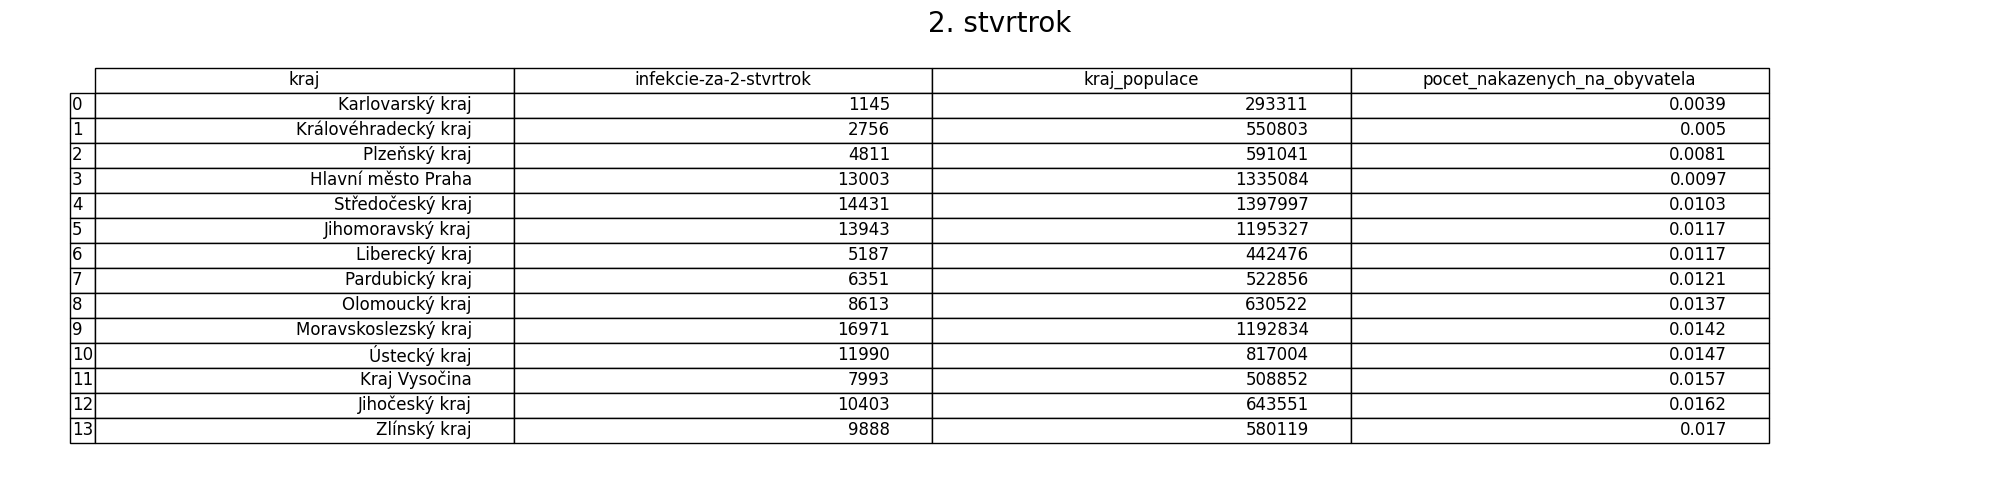 2. stvrtrok
kraj infekcie-za-2-stvrtrok kraj_populace pocet_nakazenych_na_obyvatela
0 Karlovarský kraj 1145 293311 0.0039
1 Královéhradecký kraj 2756 550803 0.005
2 Plzeňský kraj 4811 591041 0.0081
3 Hlavní město Praha 13003 1335084 0.0097
4 Středočeský kraj 14431 1397997 0.0103
5 Jihomoravský kraj 13943 1195327 0.0117
6 Liberecký kraj 5187 442476 0.0117
7 Pardubický kraj 6351 522856 0.0121
8 Olomoucký kraj 8613 630522 0.0137
9 Moravskoslezský kraj 16971 1192834 0.0142
10 Ústecký kraj 11990 817004 0.0147
11 Kraj Vysočina 7993 508852 0.0157
12 Jihočeský kraj 10403 643551 0.0162
13 Zlínský kraj 9888 580119 0.017